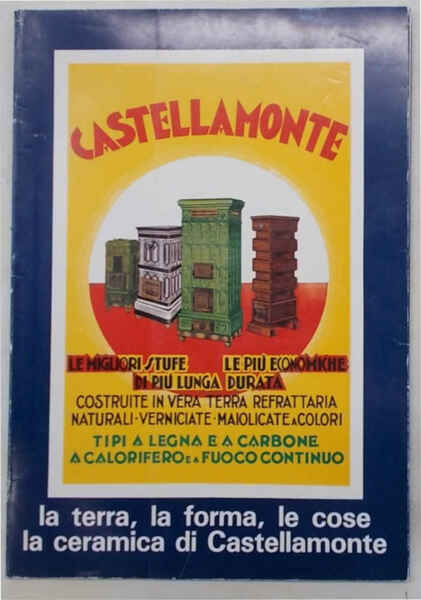 CASTELLAMONTE
LE MIGLIORI STUFE LE PIÙ ECONOMICHE
DI PIÙ LUNGA DURATA
COSTRUITE IN VERA TERRA REFRATTARIA
NATURALI - VERNICIATE - MAIOLICATE A COLORI
TIPI A LEGNA E A CARBONE
A CALORIFERO E A FUOCO CONTINUO
la terra, la forma, le cose
la ceramica di Castellamonte